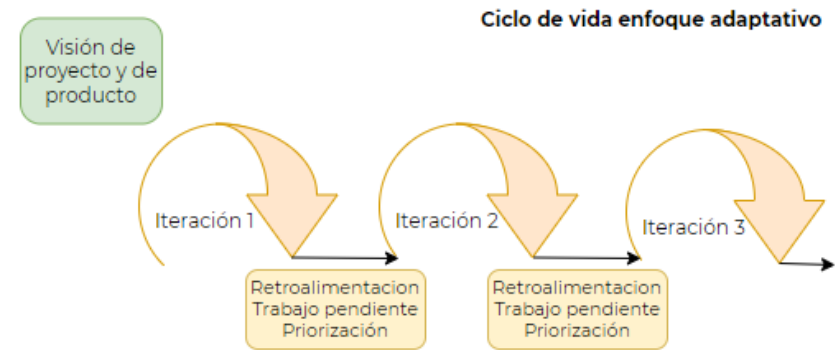 Ciclo de vida enfoque adaptativo
Visión de
proyecto y de
producto
Iteración 1
Iteración 2
Iteración 3
Retroalimentacion
Trabajo pendiente
Priorización
Retroalimentacion
Trabajo pendiente
Priorización